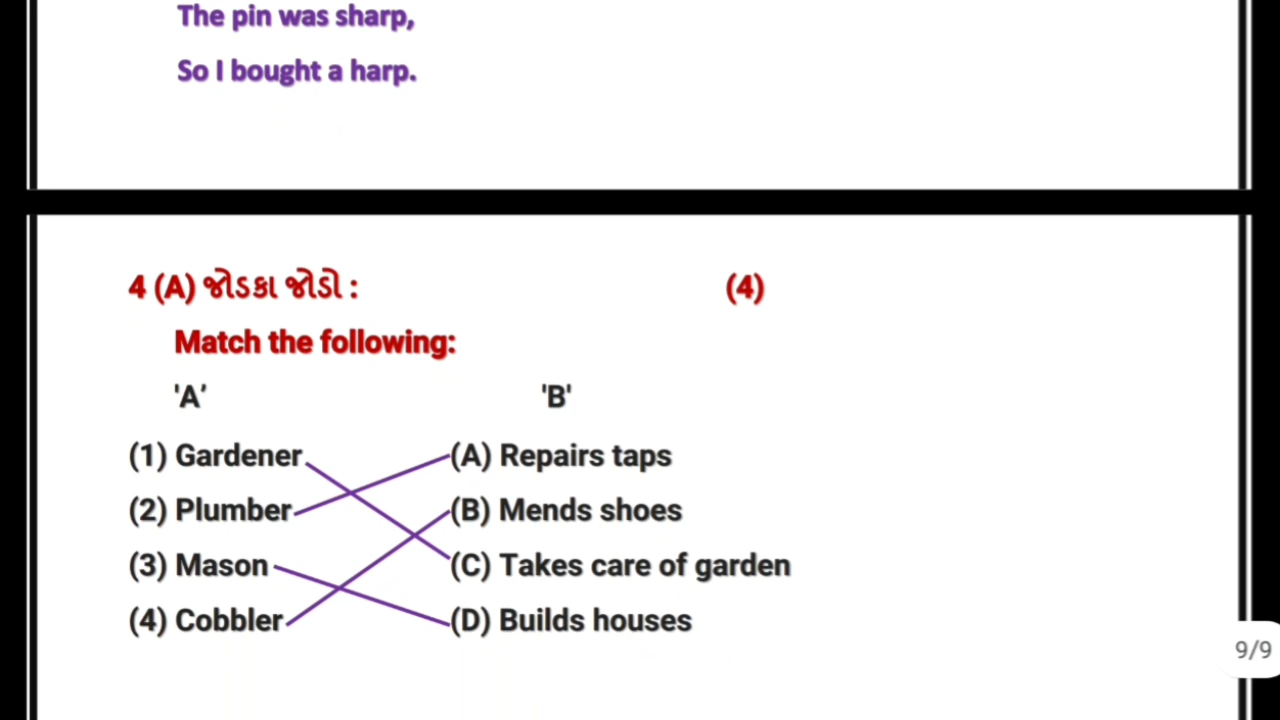 The pin was sharp,
So I bought a harp.
4 (A) જોડકા જોડો : (4)
Match the following:
'A’ 'B'
(1) Gardener (A) Repairs taps
(2) Plumber (B) Mends shoes
(3) Mason (C) Takes care of garden
(4) Cobbler (D) Builds houses
9/9